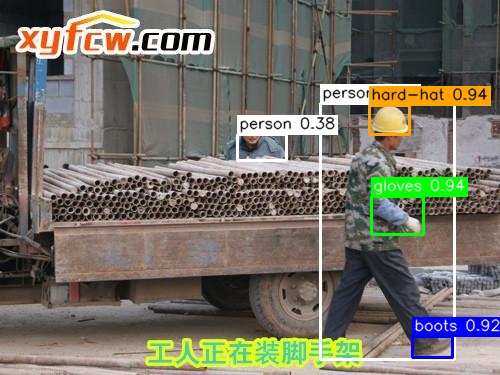 xyfcw.com
person
hard-hat 0.94
person 0.38
gloves 0.94
boots 0.92
工人正在装脚手架